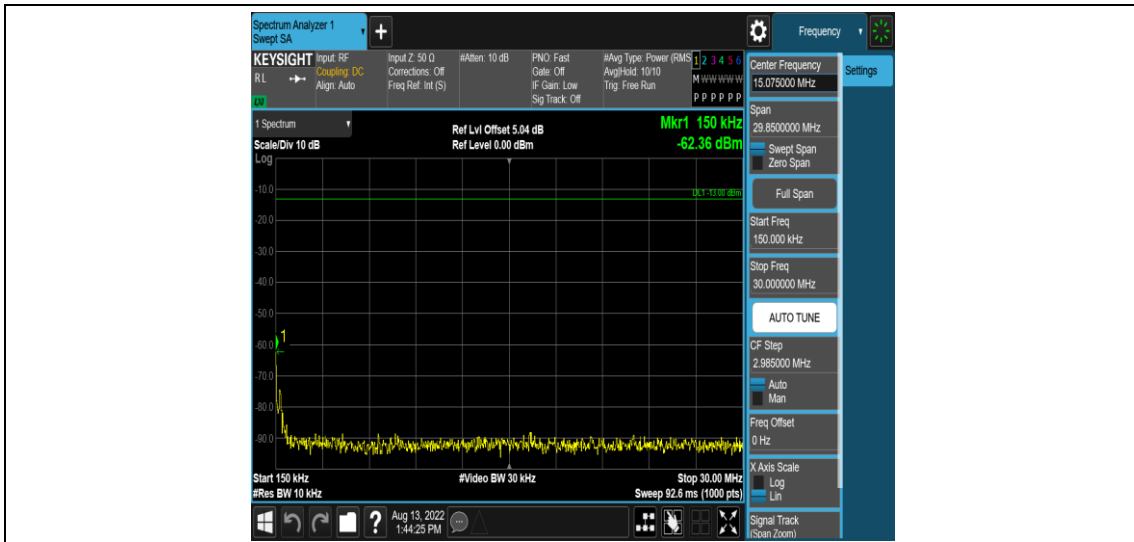 Spectrum Analyzer 1
Swept SA
Frequency
KEYSIGHT
RL
LM
Input: RF
Coupling: DC
Align: Auto
Input Z: 50 Ω
Corrections: Off
Freq Ref: Int (S)
#Atten: 10 dB
PNO: Fast
Gate: Off
IF Gain: Low
Sig Track: Off
#Avg Type: Power (RMS
Avg|Hold: 10/10
Trig: Free Run
1 2 3 4 5 6
M W W W W W
P P P P P P
1 Spectrum
Scale/Div 10 dB
Log
Ref Lvl Offset 5.04 dB
Ref Level 0.00 dBm
Mkr1 150 kHz
-62.36 dBm
DL1 -13.00 dBm
-10.0
-20.0
-30.0
-40.0
-50.0
-60.0
-70.0
-80.0
-90.0
1
Start 150 kHz
#Res BW 10 kHz
#Video BW 30 kHz
Stop 30.00 MHz
Sweep 92.6 ms (1000 pts)
Aug 13, 2022
1:44:25 PM
Center Frequency
15.075000 MHz
Settings
Span
29.8500000 MHz
Swept Span
Zero Span
Full Span
Start Freq
150.000 kHz
Stop Freq
30.000000 MHz
AUTO TUNE
CF Step
2.985000 MHz
Auto
Man
Freq Offset
0 Hz
X Axis Scale
Log
Lin
Signal Track
(Span Zoom)